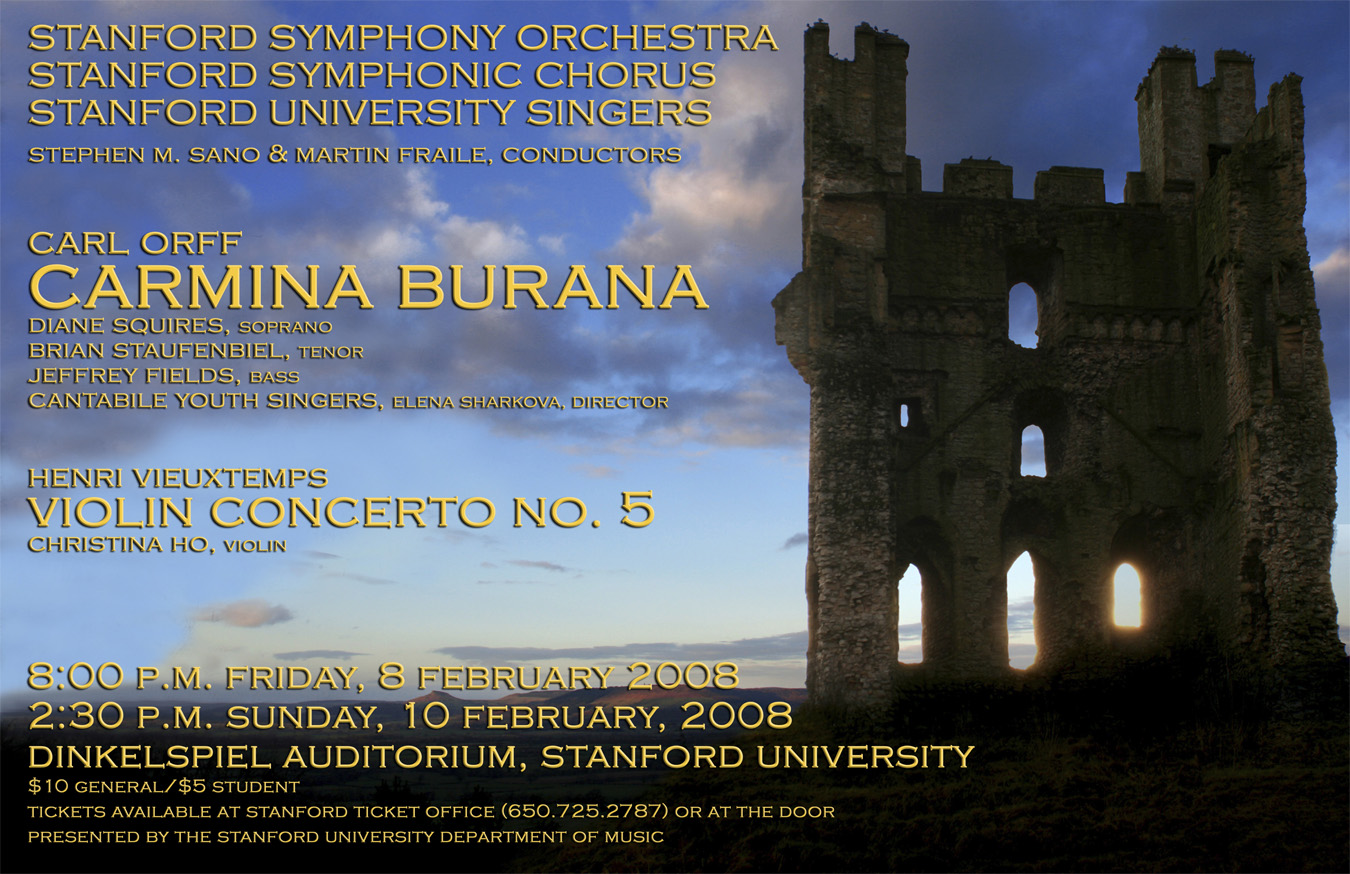 STANFORD SYMPHONY ORCHESTRA
STANFORD SYMPHONIC CHORUS
STANFORD UNIVERSITY SINGERS
STEPHEN M. SANO & MARTIN FRAILE, CONDUCTORS
CARL ORFF
CARMINA BURANA
DIANE SQUIRES, SOPRANO
BRIAN STAUFENBIEL, TENOR
JEFFREY FIELDS, BASS
CANTABILE YOUTH SINGERS, ELENA SHARKOVA, DIRECTOR
HENRI VIEUXTEMPS
VIOLIN CONCERTO NO. 5
CHRISTINA HO, VIOLIN
8:00 P.M. FRIDAY, 8 FEBRUARY 2008
2:30 P.M. SUNDAY, 10 FEBRUARY, 2008
DINKELSPIEL AUDITORIUM, STANFORD UNIVERSITY
$10 GENERAL/$5 STUDENT
TICKETS AVAILABLE AT STANFORD TICKET OFFICE (650.725.2787) OR AT THE DOOR
PRESENTED BY THE STANFORD UNIVERSITY DEPARTMENT OF MUSIC